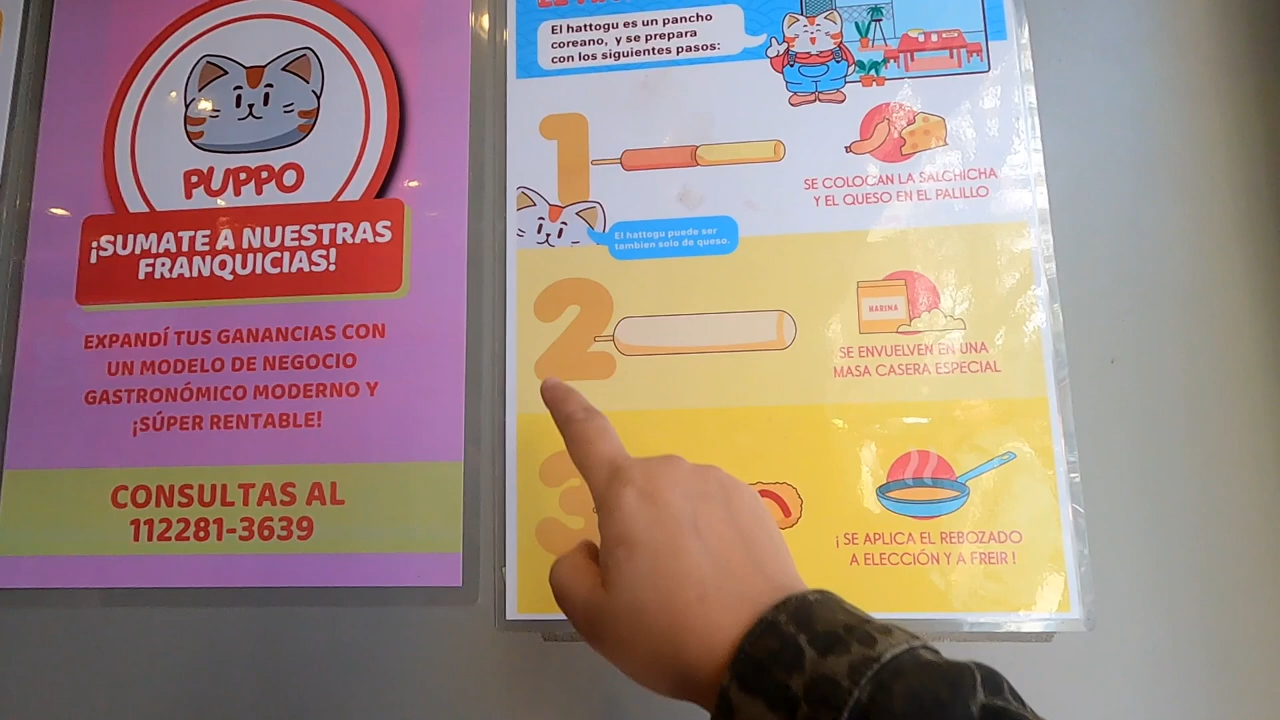 PUPPO
¡SUMATE A NUESTRAS
FRANQUICIAS!
EXPANDÍ TUS GANANCIAS CON
UN MODELO DE NEGOCIO
GASTRONÓMICO MODERNO Y
¡SÚPER RENTABLE!
CONSULTAS AL
112281-3639
El hattogu es un pancho
coreano, y se prepara
con los siguientes pasos:
1
SE COLOCAN LA SALCHICHA
Y EL QUESO EN EL PALILLO
El hattogu puede ser
tambien solo de queso.
2
HARINA
SE ENVUELVEN EN UNA
MASA CASERA ESPECIAL
3
¡SE APLICA EL REBOZADO
A ELECCIÓN Y A FREIR!